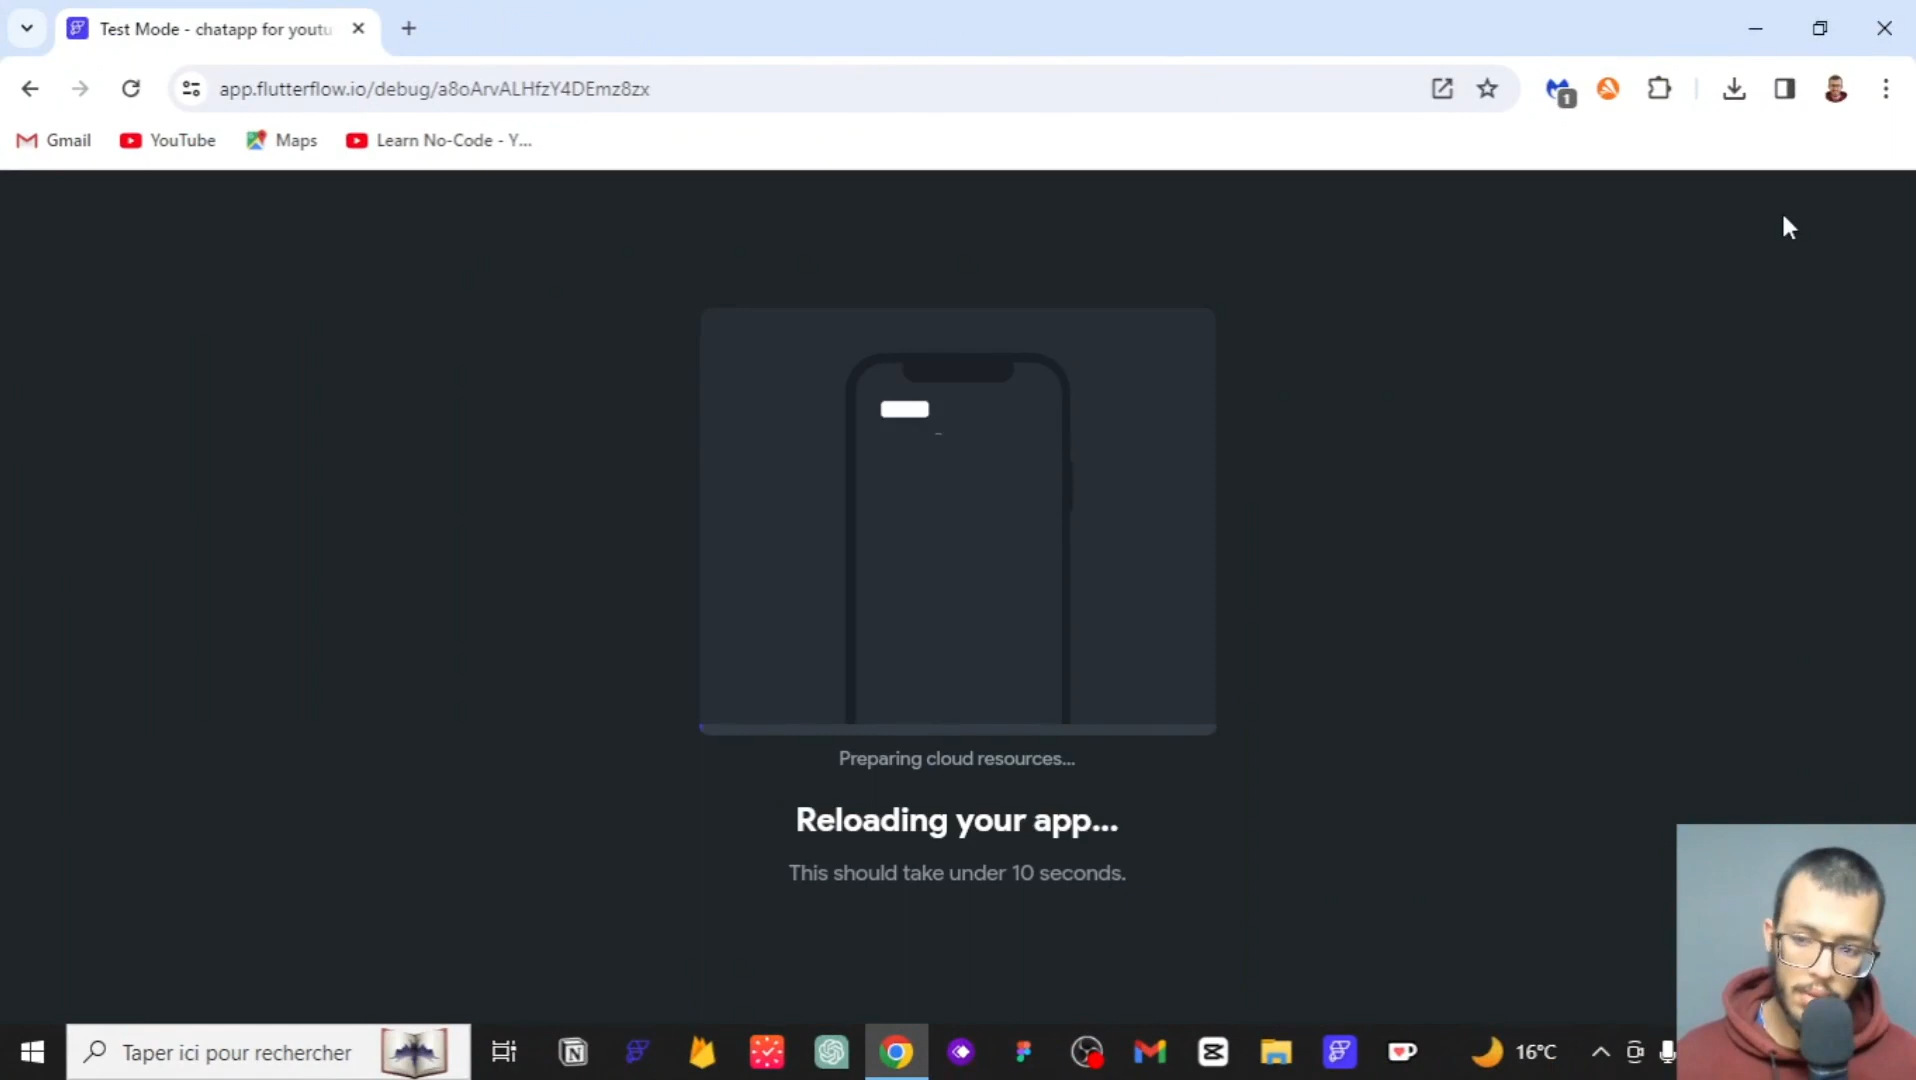 Test Mode - chatapp for youtu
app.flutterflow.io/debug/a8oArvALHfzY4DEmz8zx
1
Gmail
YouTube
Maps
Learn No-Code - Y...
Preparing cloud resources...
Reloading your app...
This should take under 10 seconds.
Taper ici pour rechercher
16°C